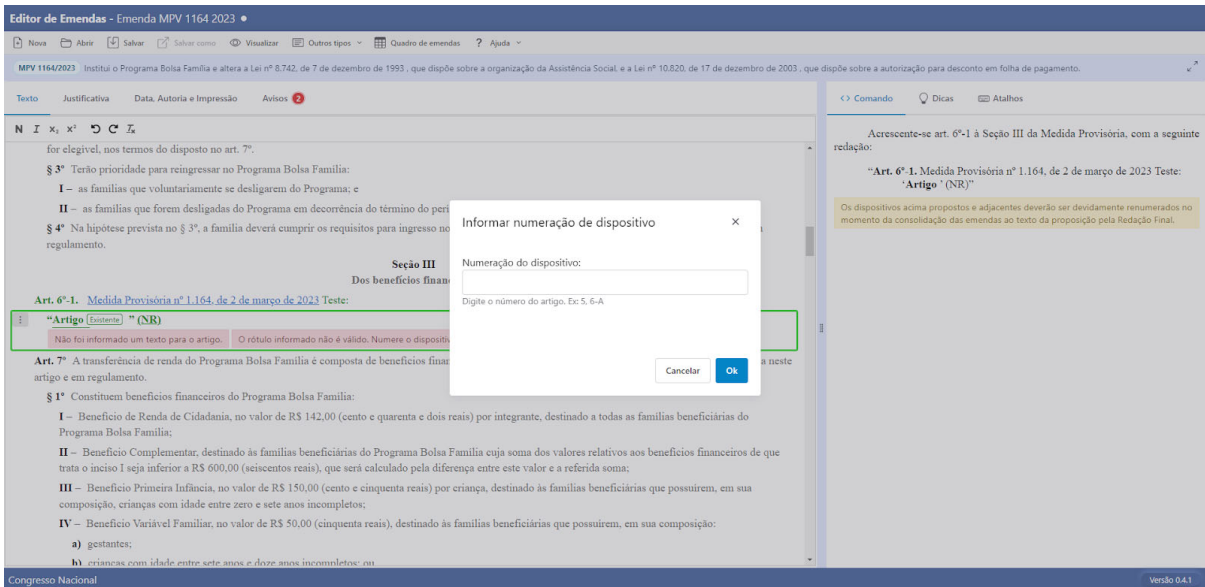 Editor de Emendas - Emenda MPV 1164 2023 ●
Nova Abrir Salvar Salvar como Visualizar Outros tipos Quadro de emendas ? Ajuda
MPV 1164/2023 Institui o Programa Bolsa Família e altera a Lei nº 8.742, de 7 de dezembro de 1993 , que dispõe sobre a organização da Assistência Social, e a Lei nº 10.820, de 17 de dezembro de 2003 , que dispõe sobre a autorização para desconto em folha de pagamento.
Texto Justificativa Data, Autoria e Impressão Avisos 2
<> Comando Dicas Atalhos
N I x₂ x²
for elegível, nos termos do disposto no art. 7º.
§ 3º Terão prioridade para reingressar no Programa Bolsa Família:
I – as famílias que voluntariamente se desligarem do Programa; e
II – as famílias que forem desligadas do Programa em decorrência do término do
§ 4º Na hipótese prevista no § 3º, a família deverá cumprir os requisitos para ingresso
regulamento.
Seção III
Dos benefícios
Art. 6º-1. Medida Provisória nº 1.164, de 2 de março de 2023 Teste:
“Artigo Existente ” (NR)
Não foi informado um texto para o artigo. O rótulo informado não é válido. Numere o
Art. 7º A transferência de renda do Programa Bolsa Família é composta de benefícios
a neste
artigo e em regulamento.
§ 1º Constituem benefícios financeiros do Programa Bolsa Família:
I – Benefício de Renda de Cidadania, no valor de R$ 142,00 (cento e quarenta e dois reais) por integrante, destinado a todas as famílias beneficiárias do
Programa Bolsa Família;
II – Benefício Complementar, destinado às famílias beneficiárias do Programa Bolsa Família cuja soma dos valores relativos aos benefícios financeiros de que
trata o inciso I seja inferior a R$ 600,00 (seiscentos reais), que será calculado pela diferença entre este valor e a referida soma;
III – Benefício Primeira Infância, no valor de R$ 150,00 (cento e cinquenta reais) por criança, destinado às famílias beneficiárias que possuírem, em sua
composição, crianças com idade entre zero e sete anos incompletos;
IV – Benefício Variável Familiar, no valor de R$ 50,00 (cinquenta reais), destinado às famílias beneficiárias que possuírem, em sua composição:
a) gestantes;
b) crianças com idade entre sete anos e doze anos incompletos; ou
Informar numeração de dispositivo ×
Numeração do dispositivo:
Digite o número do artigo. Ex: 5, 6-A
Cancelar Ok
Acrescente-se art. 6º-1 à Seção III da Medida Provisória, com a seguinte
redação:
“Art. 6º-1. Medida Provisória nº 1.164, de 2 de março de 2023 Teste:
‘Artigo ’ (NR)”
Os dispositivos acima propostos e adjacentes deverão ser devidamente renumerados no
momento da consolidação das emendas ao texto da proposição pela Redação Final.
Congresso Nacional
Versão 0.4.1